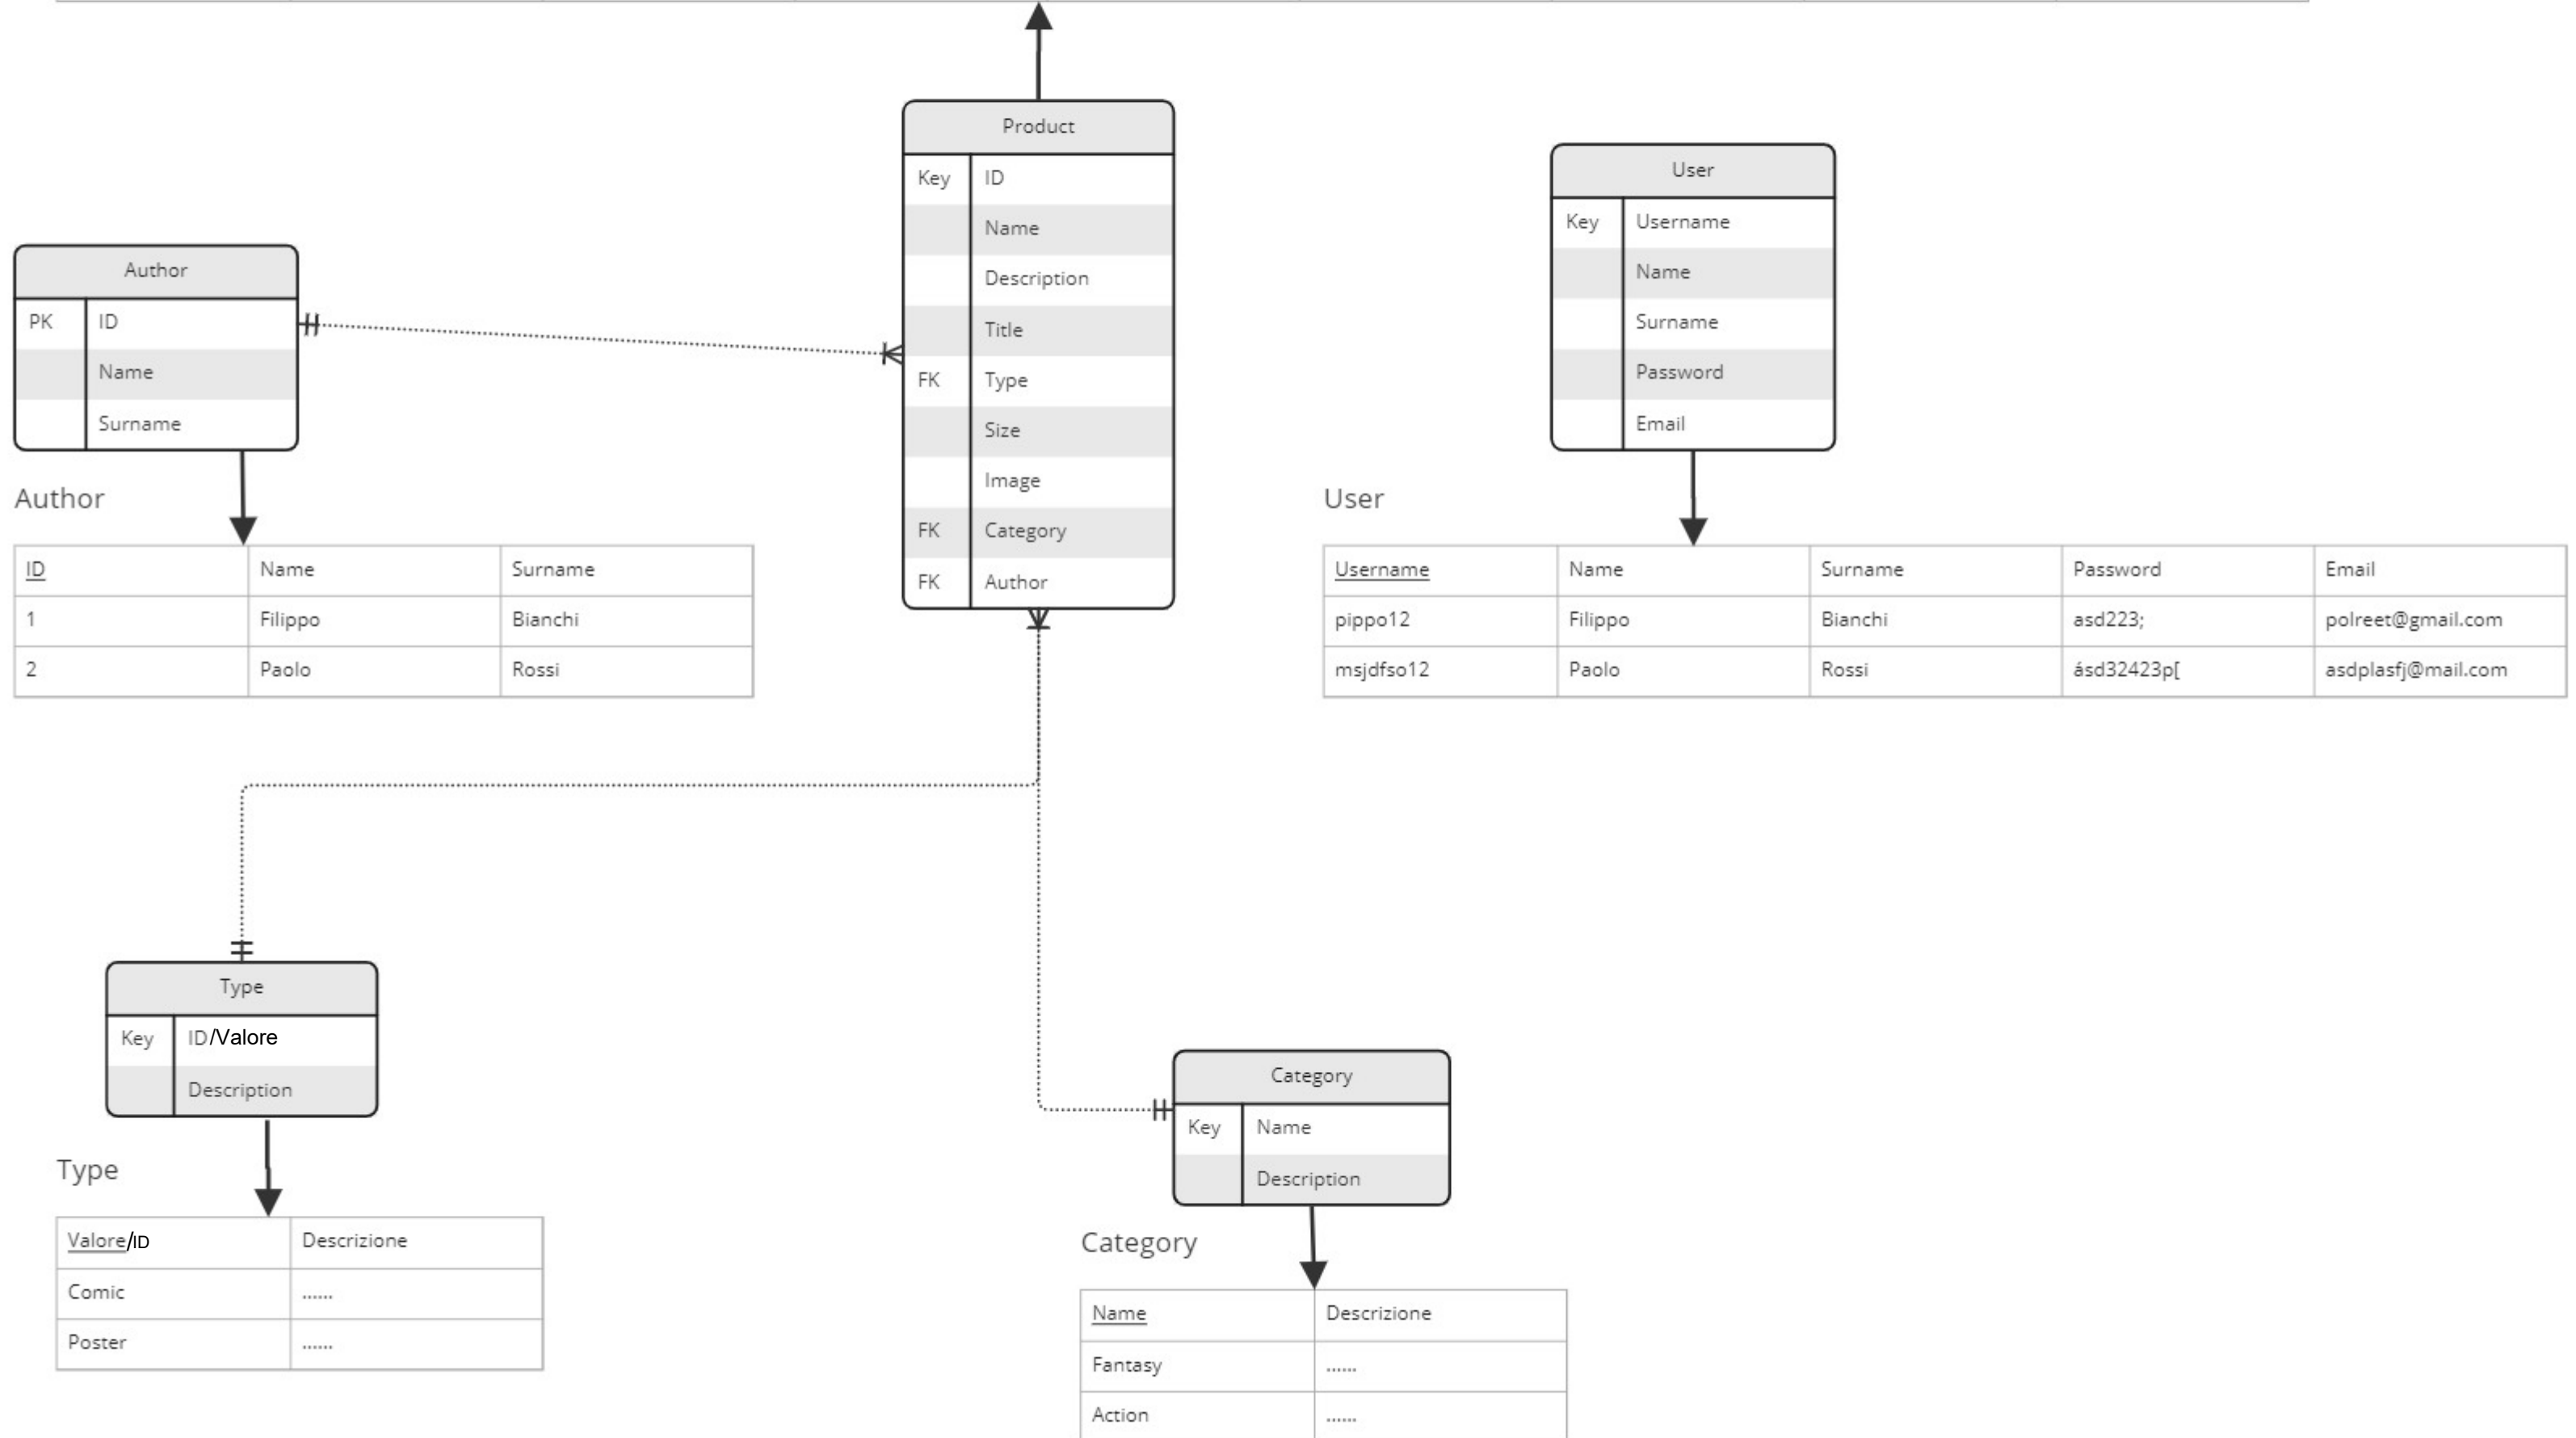 Product
Key ID
Name
Description
Title
FK Type
Size
Image
FK Category
FK Author
User
Key Username
Name
Surname
Password
Email
Author
PK ID
Name
Surname
Author
ID Name Surname
1 Filippo Bianchi
2 Paolo Rossi
User
Username Name Surname Password Email
pippo12 Filippo Bianchi asd223; polreet@gmail.com
msjdfso12 Paolo Rossi ásd32423p[ asdplasfj@mail.com
Type
Key ID/Valore
Description
Type
Valore/ID Descrizione
Comic ......
Poster ......
Category
Key Name
Description
Category
Name Descrizione
Fantasy ......
Action ......